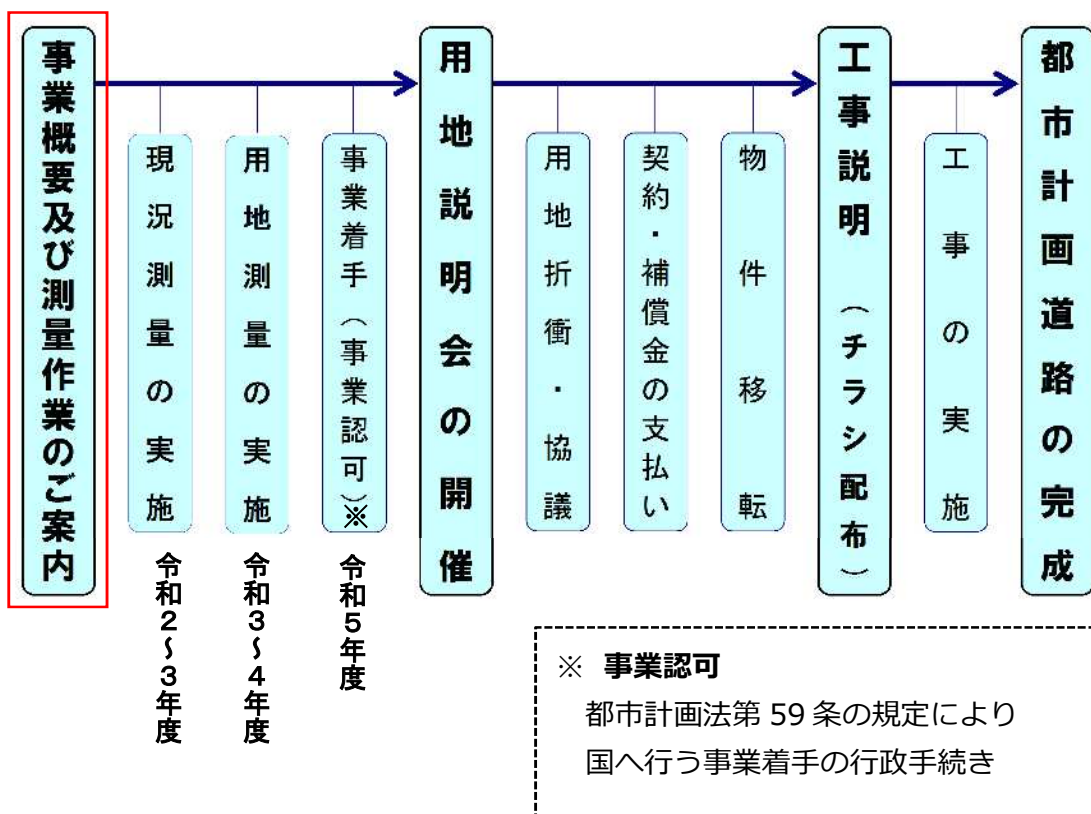 事業概要及び測量作業のご案内
現況測量の実施
令和２～３年度
用地測量の実施
令和３～４年度
事業着手（事業認可）※
令和５年度
用地説明会の開催
用地折衝・協議
契約・補償金の支払い
物件移転
工事説明（チラシ配布）
工事の実施
都市計画道路の完成
※ 事業認可
都市計画法第 59 条の規定により
国へ行う事業着手の行政手続き